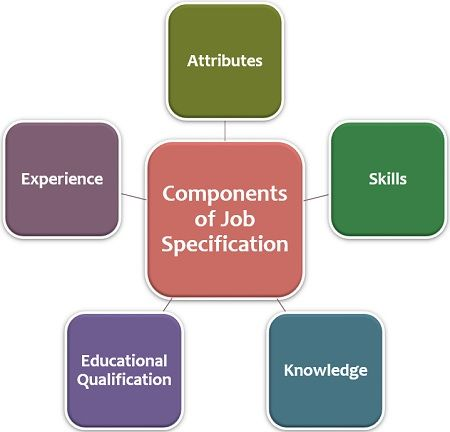 Attributes
Experience
Skills
Components
of Job
Specification
Educational
Qualification
Knowledge